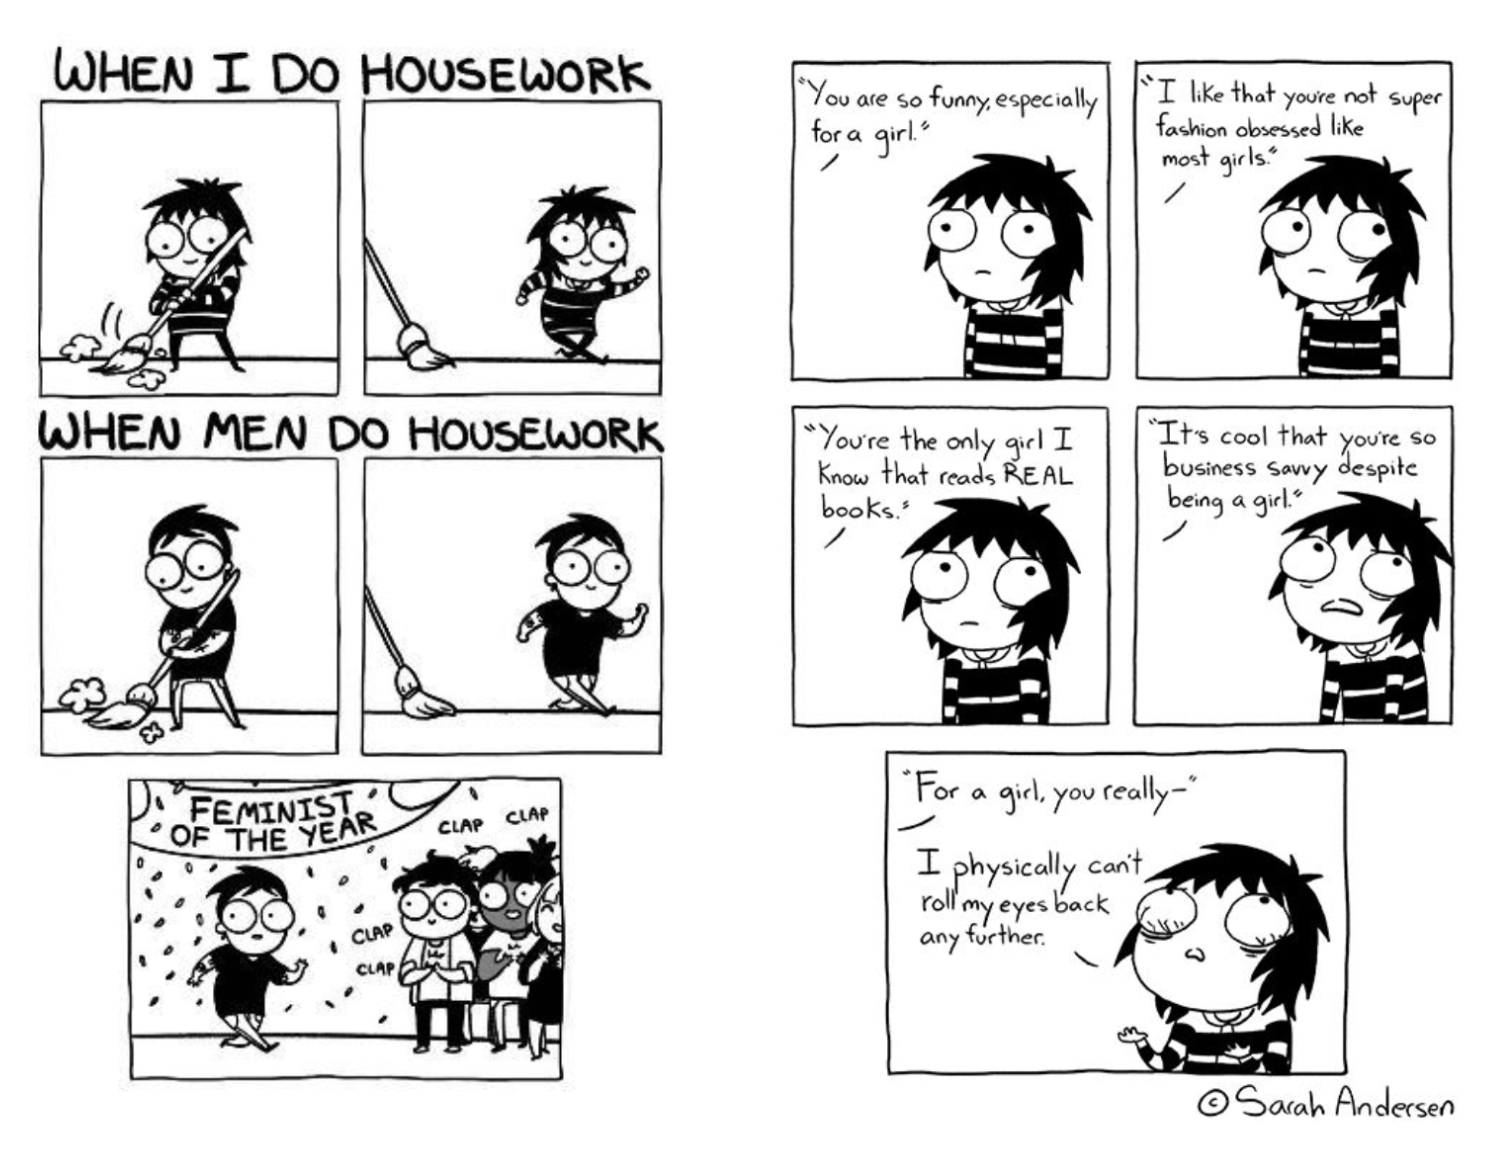 WHEN I DO HOUSEWORK
WHEN MEN DO HOUSEWORK
FEMINIST
OF THE YEAR
CLAP
CLAP
CLAP
CLAP
"You are so funny, especially
for a girl."
"I like that you're not super
fashion obsessed like
most girls."
"You're the only girl I
know that reads REAL
books."
"It's cool that you're so
business savvy despite
being a girl."
"For a girl, you really-"
I physically can't
roll my eyes back
any further.
© Sarah Andersen